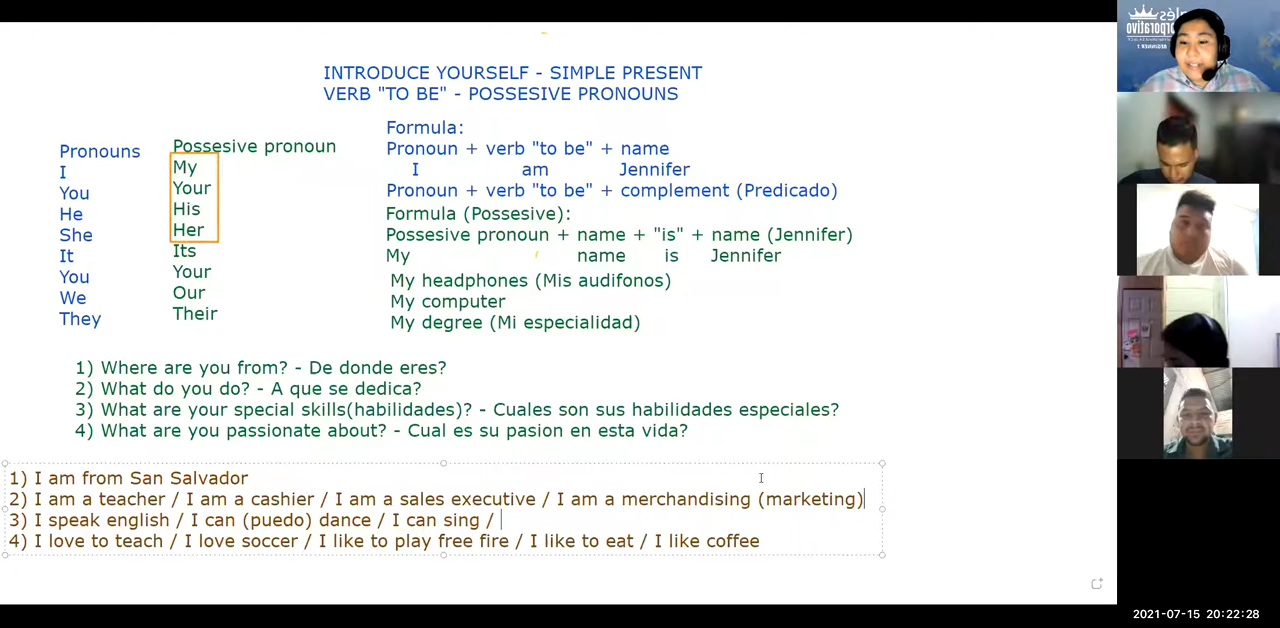 INTRODUCE YOURSELF - SIMPLE PRESENT
VERB "TO BE" - POSSESIVE PRONOUNS
Pronouns
I
You
He
She
It
You
We
They
Possesive pronoun
My
Your
His
Her
Its
Your
Our
Their
Formula:
Pronoun + verb "to be" + name
I am Jennifer
Pronoun + verb "to be" + complement (Predicado)
Formula (Possesive):
Possesive pronoun + name + "is" + name (Jennifer)
My name is Jennifer
My headphones (Mis audifonos)
My computer
My degree (Mi especialidad)
1) Where are you from? - De donde eres?
2) What do you do? - A que se dedica?
3) What are your special skills(habilidades)? - Cuales son sus habilidades especiales?
4) What are you passionate about? - Cual es su pasion en esta vida?
1) I am from San Salvador
2) I am a teacher / I am a cashier / I am a sales executive / I am a merchandising (marketing)
3) I speak english / I can (puedo) dance / I can sing /
4) I love to teach / I love soccer / I like to play free fire / I like to eat / I like coffee
2021-07-15 20:22:28